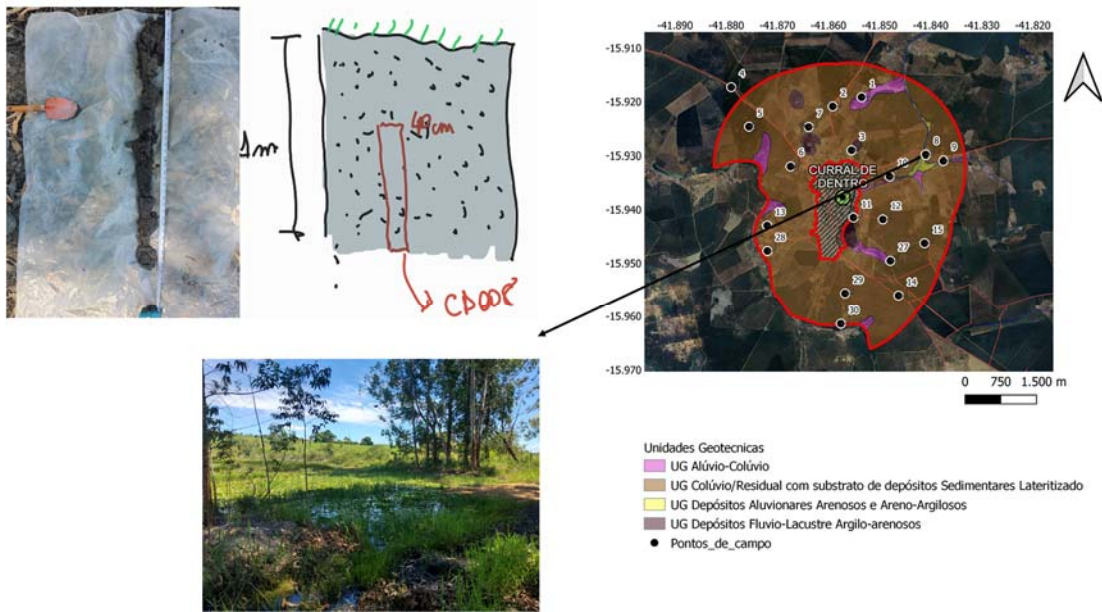 1m
49cm
CD008
-41.890 -41.880 -41.870 -41.860 -41.850 -41.840 -41.830 -41.820
-15.910
-15.920
-15.930
-15.940
-15.950
-15.960
-15.970
4
1
2
5
7
3
8
9
6
10
CURRAL DE
DENTRO
11
12
13
15
28
27
29
14
30
0 750 1.500 m
Unidades Geotecnicas
UG Alúvio-Colúvio
UG Colúvio/Residual com substrato de depósitos Sedimentares Lateritizado
UG Depósitos Aluvionares Arenosos e Areno-Argilosos
UG Depósitos Fluvio-Lacustre Argilo-arenosos
Pontos_de_campo